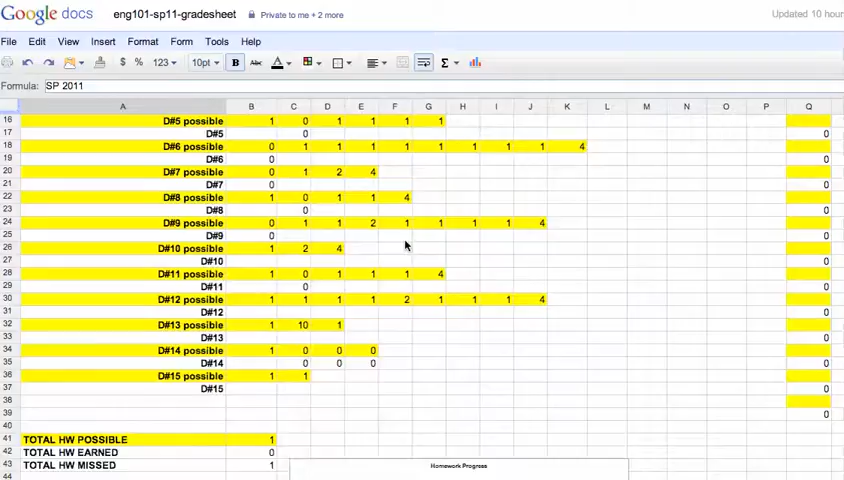 Google docs eng101-sp11-gradesheet Private to me + 2 more Updated 10 hour
File Edit View Insert Format Form Tools Help
$ % 123 10pt B Abc A Σ
Formula: SP 2011
A B C D E F G H I J K L M N O P Q
16 D#5 possible 1 0 1 1 1 1
17 D#5 0 0
18 D#6 possible 0 1 1 1 1 1 1 1 1 4
19 D#6 0 0
20 D#7 possible 0 1 2 4
21 D#7 0 0
22 D#8 possible 1 0 1 1 4
23 D#8 0 0
24 D#9 possible 0 1 1 2 1 1 1 1 4
25 D#9 0 0
26 D#10 possible 1 2 4
27 D#10 0
28 D#11 possible 1 0 1 1 1 4
29 D#11 0 0
30 D#12 possible 1 1 1 1 2 1 1 1 4
31 D#12 0
32 D#13 possible 1 10 1
33 D#13 0
34 D#14 possible 1 0 0 0
35 D#14 0 0 0 0
36 D#15 possible 1 1
37 D#15 0
38
39 0
40
41 TOTAL HW POSSIBLE 1
42 TOTAL HW EARNED 0
43 TOTAL HW MISSED 1
Homework Progress
44